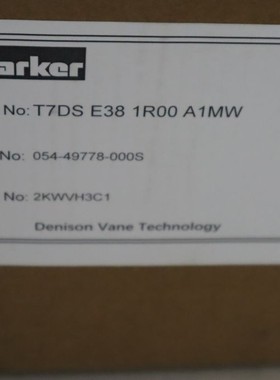 arker
No: T7DS E38 1R00 A1MW
No: 054-49778-000S
No: 2KWVH3C1
Denison Vane Technology